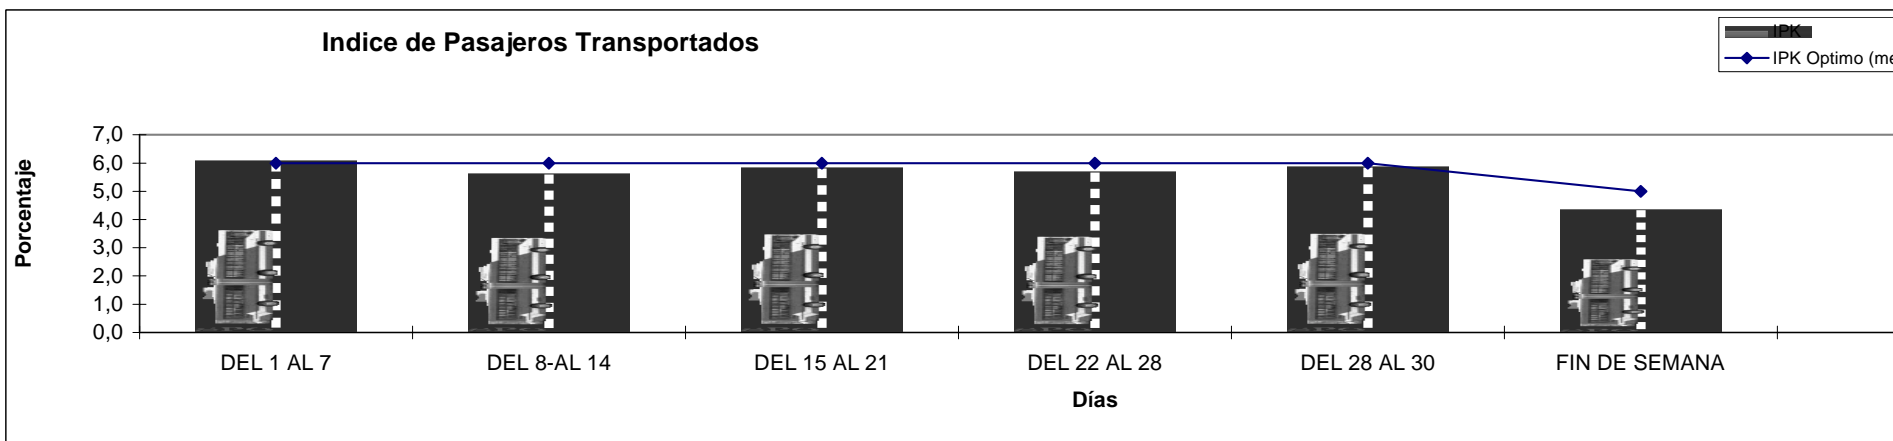 Indice de Pasajeros Transportados
IPK
IPK Optimo (me
Porcentaje
7,0
6,0
5,0
4,0
3,0
2,0
1,0
0,0
DEL 1 AL 7
DEL 8-AL 14
DEL 15 AL 21
DEL 22 AL 28
DEL 28 AL 30
FIN DE SEMANA
Días